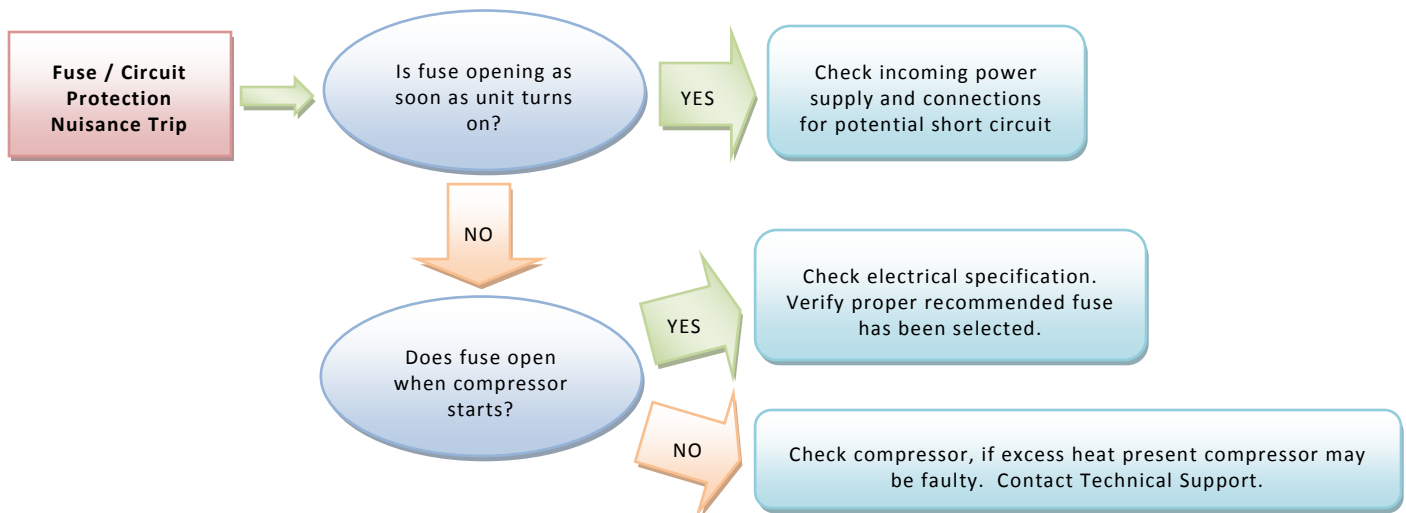 Fuse / Circuit
Protection
Nuisance Trip
Is fuse opening as
soon as unit turns
on?
YES
Check incoming power
supply and connections
for potential short circuit
NO
Does fuse open
when compressor
starts?
YES
Check electrical specification.
Verify proper recommended fuse
has been selected.
NO
Check compressor, if excess heat present compressor may
be faulty.  Contact Technical Support.